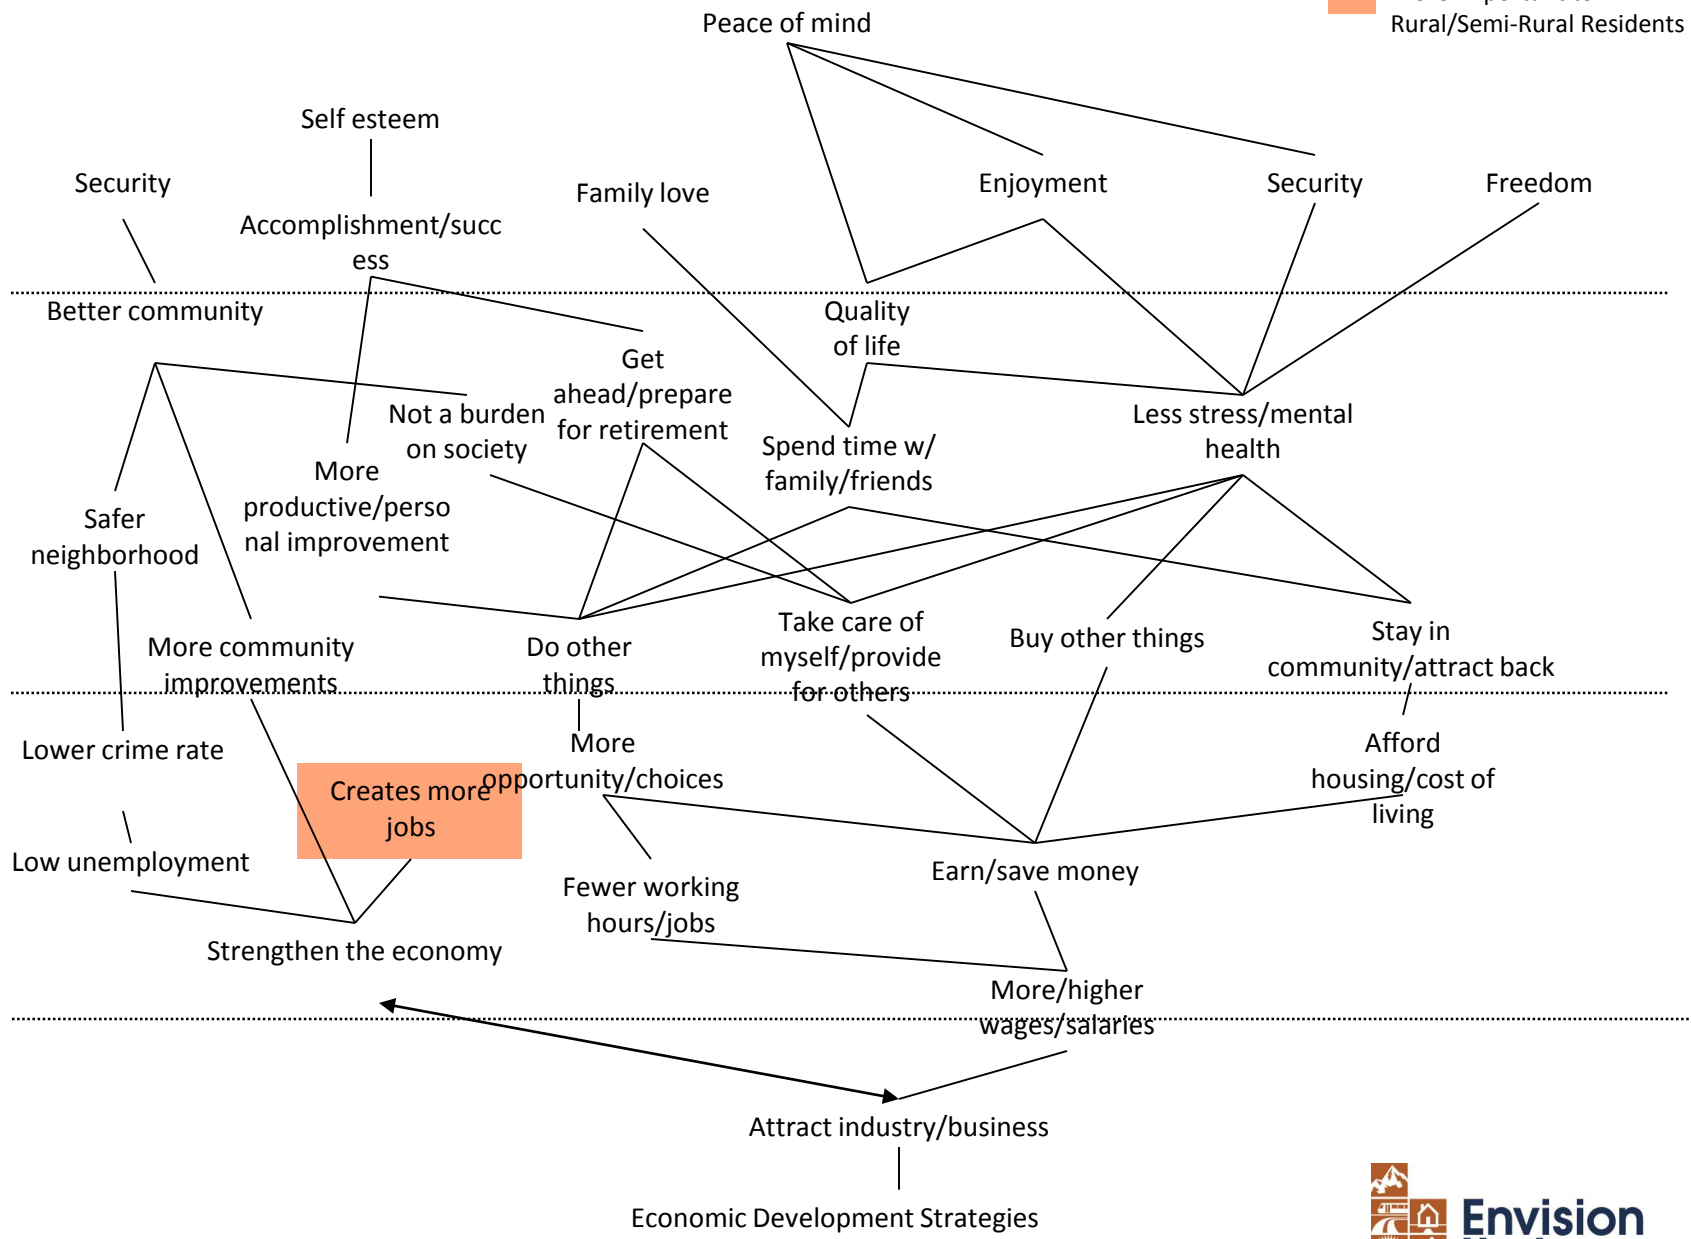 Rural/Semi-Rural Residents
Peace of mind
Self esteem
Security
Family love
Enjoyment
Security
Freedom
Accomplishment/succ
ess
Better community
Quality
of life
Get
ahead/prepare
for retirement
Not a burden
on society
Less stress/mental
health
Spend time w/
family/friends
More
productive/perso
nal improvement
Safer
neighborhood
More community
improvements
Do other
things
Take care of
myself/provide
for others
Buy other things
Stay in
community/attract back
Lower crime rate
More
opportunity/choices
Afford
housing/cost of
living
Creates more
jobs
Low unemployment
Earn/save money
Fewer working
hours/jobs
Strengthen the economy
More/higher
wages/salaries
Attract industry/business
Economic Development Strategies
Envision